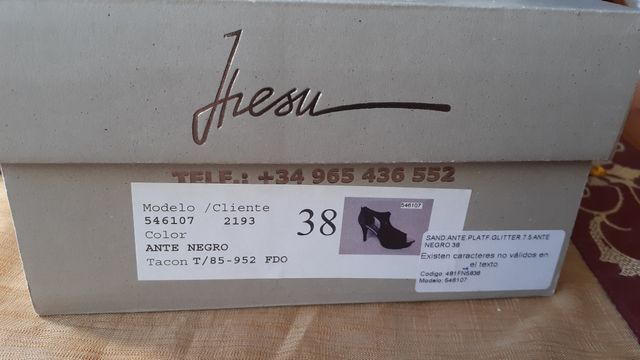 Hresu
TELF.: +34 965 436 552
Modelo /Cliente
546107 2193
Color
ANTE NEGRO
Tacon T/85-952 FDO
38
546107
SAND.ANTE.PLATF.GLITTER.7.5 ANTE
NEGRO 38
Existen caracteres no válidos en
el texto
Codigo: 481FN5838
Modelo: 546107